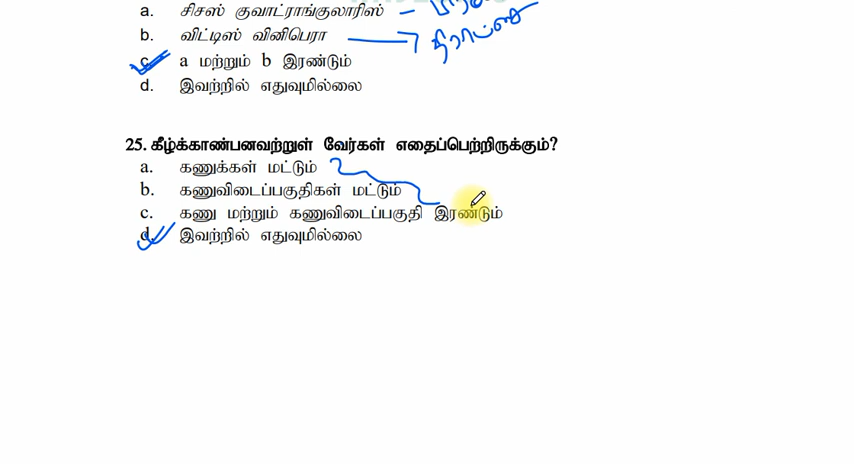 a. சிசஸ் குவாட்ராங்குலாரிஸ் –
b. விட்டிஸ் வினிபெரா
c. a மற்றும் b இரண்டும்
d. இவற்றில் எதுவுமில்லை
25. கீழ்க்காண்பனவற்றுள் வேர்கள் எதைப்பெற்றிருக்கும்?
a. கணுக்கள் மட்டும்
b. கணுவிடைப்பகுதிகள் மட்டும்
c. கணு மற்றும் கணுவிடைப்பகுதி இரண்டும்
d. இவற்றில் எதுவுமில்லை